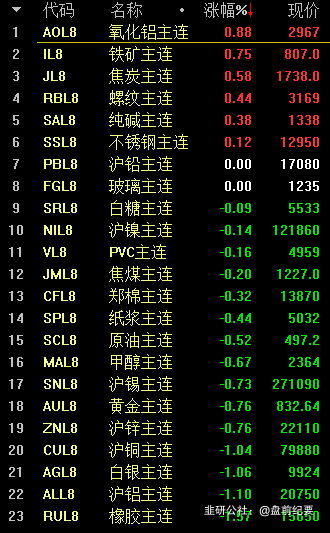 代码 名称 涨幅%↓ 现价
1 AOL8 氧化铝主连 0.88 2967
2 IL8 铁矿主连 0.75 807.0
3 JL8 焦炭主连 0.58 1738.0
4 RBL8 螺纹主连 0.44 3169
5 SAL8 纯碱主连 0.38 1338
6 SSL8 不锈钢主连 0.12 12950
7 PBL8 沪铅主连 0.00 17080
8 FGL8 玻璃主连 0.00 1235
9 SRL8 白糖主连 -0.09 5533
10 NIL8 沪镍主连 -0.14 121860
11 VL8 PVC主连 -0.16 4959
12 JML8 焦煤主连 -0.20 1227.0
13 CFL8 郑棉主连 -0.32 13870
14 SPL8 纸浆主连 -0.44 5032
15 SCL8 原油主连 -0.52 497.2
16 MAL8 甲醇主连 -0.67 2364
17 SNL8 沪锡主连 -0.73 271090
18 AUL8 黄金主连 -0.76 832.64
19 ZNL8 沪锌主连 -0.76 22110
20 CUL8 沪铜主连 -1.04 79880
21 AGL8 白银主连 -1.06 9924
22 ALL8 沪铝主连 -1.10 20750
23 RUL8 橡胶主连 -1.57 15650
韭研公社：@盘前纪要